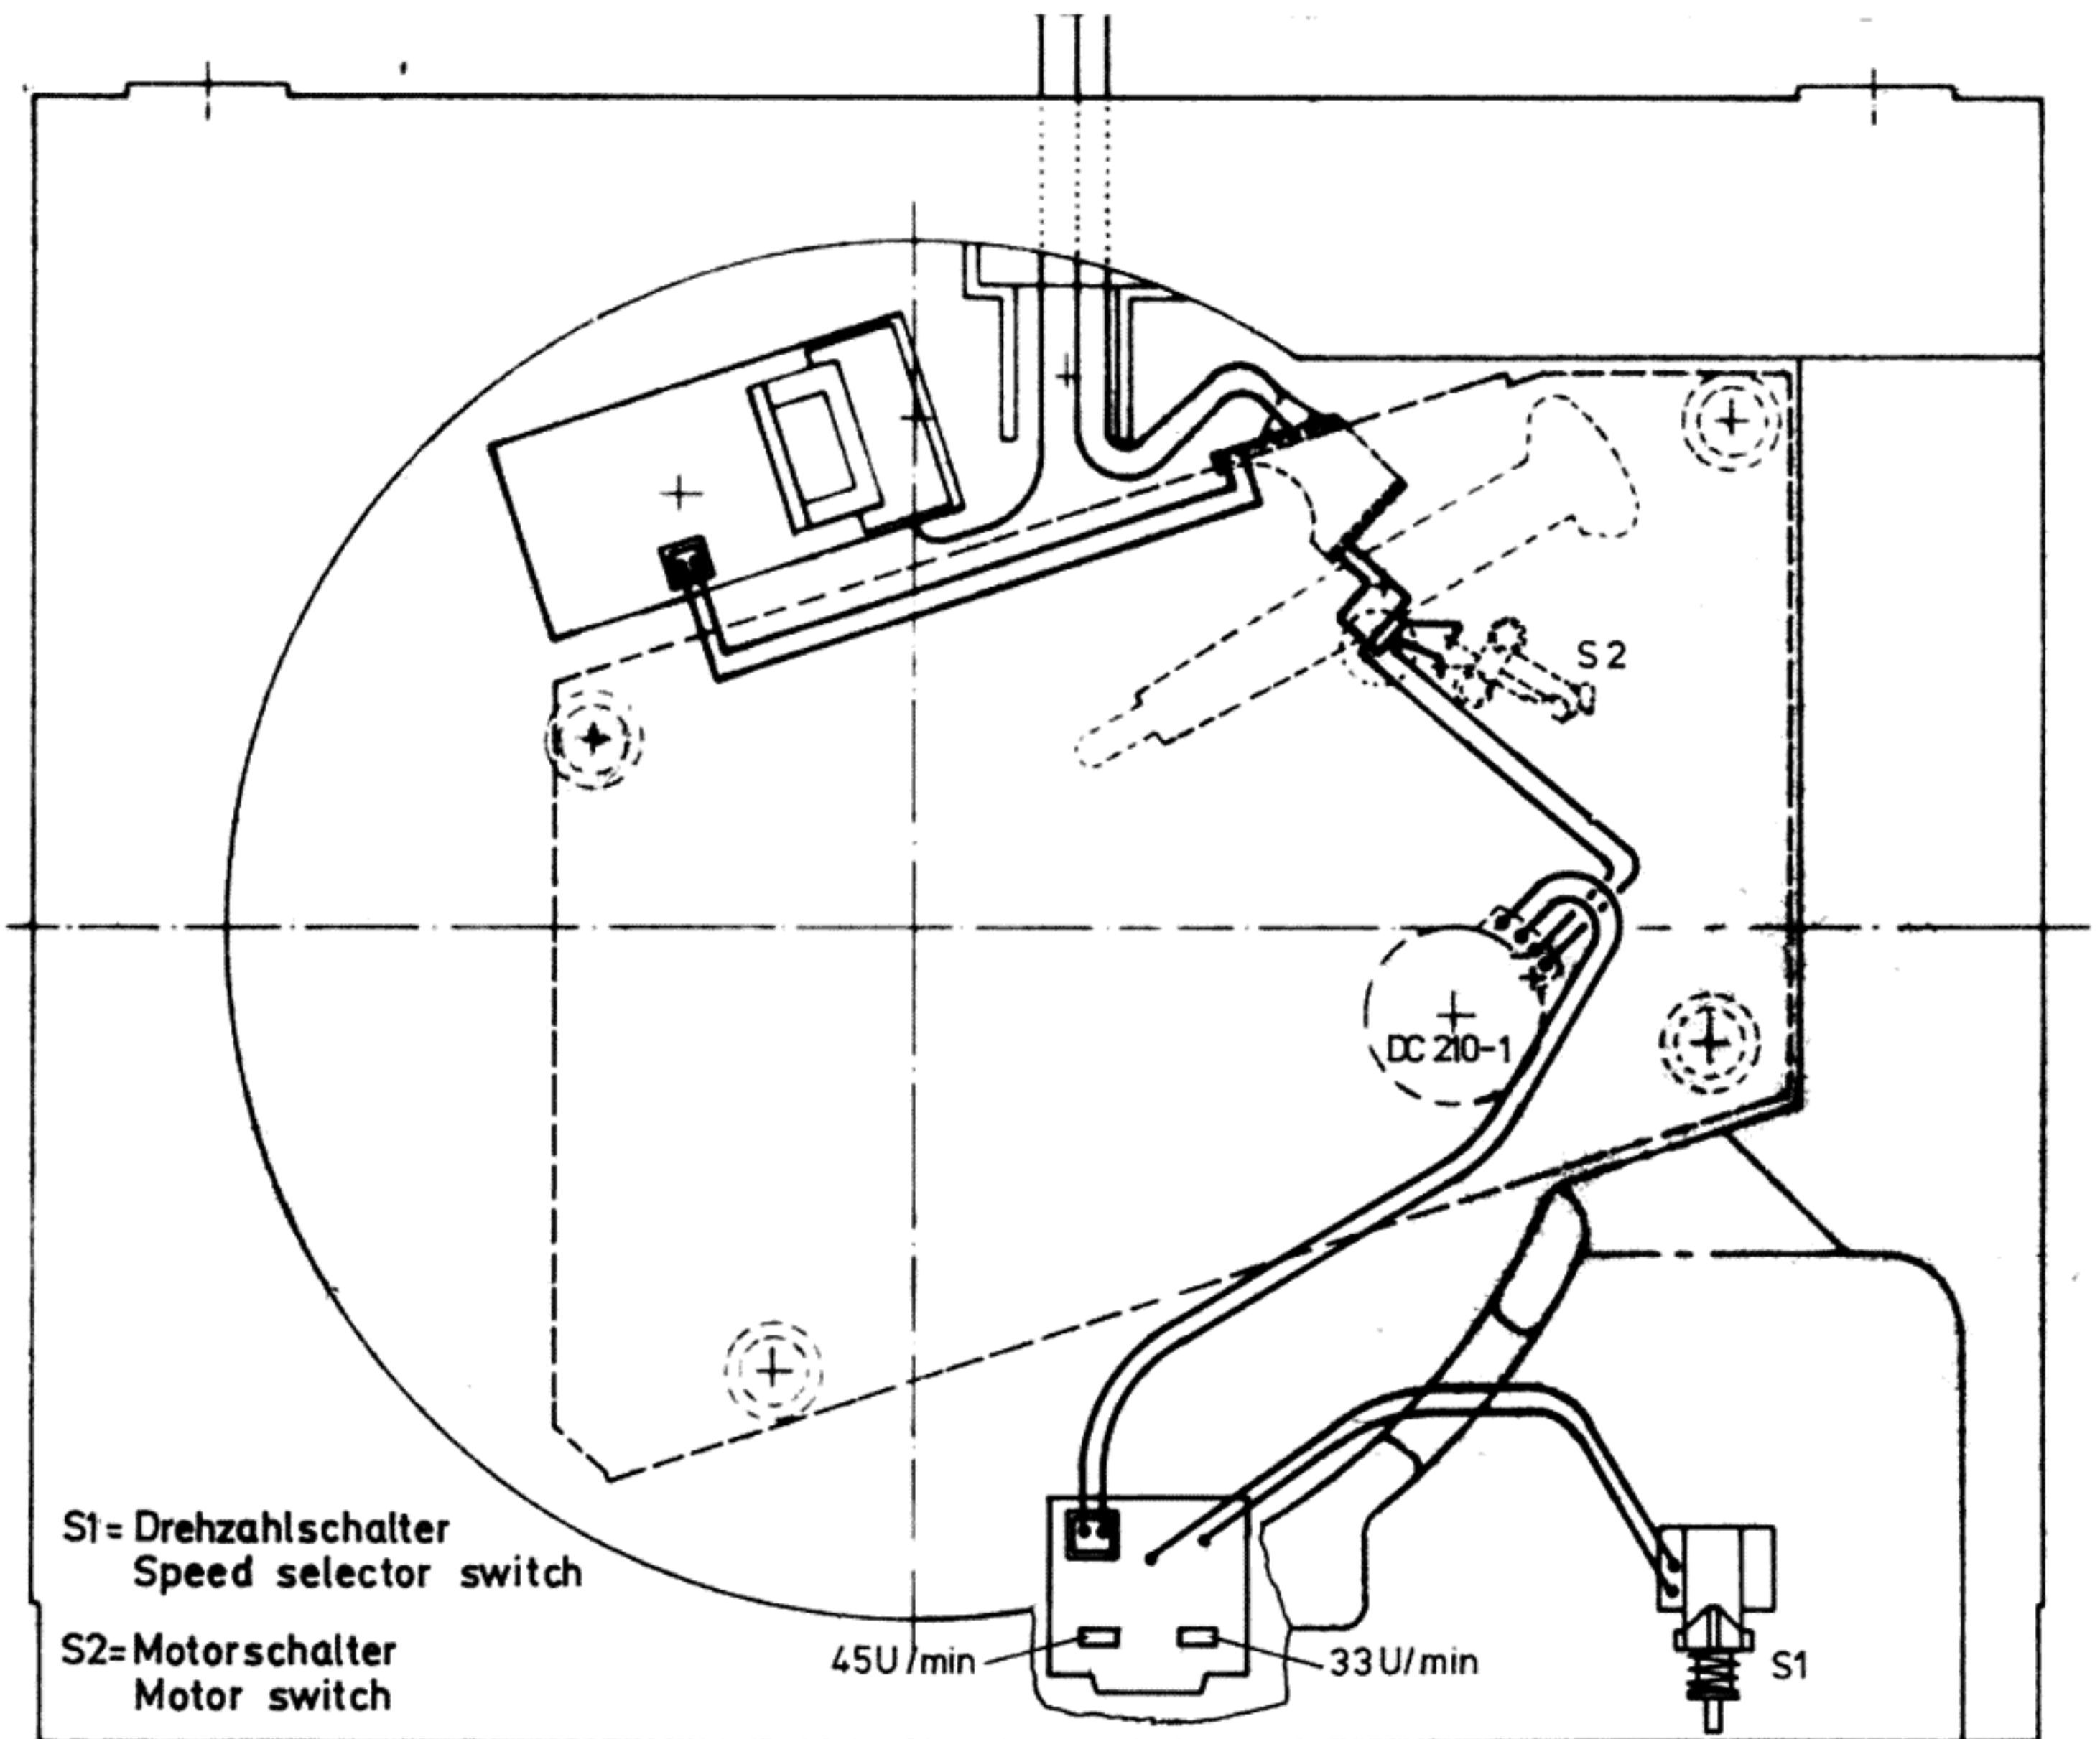 S2
DC 210-1
S1= Drehzahlschalter
Speed selector switch
S2= Motorschalter
Motor switch
45U/min
33U/min
S1